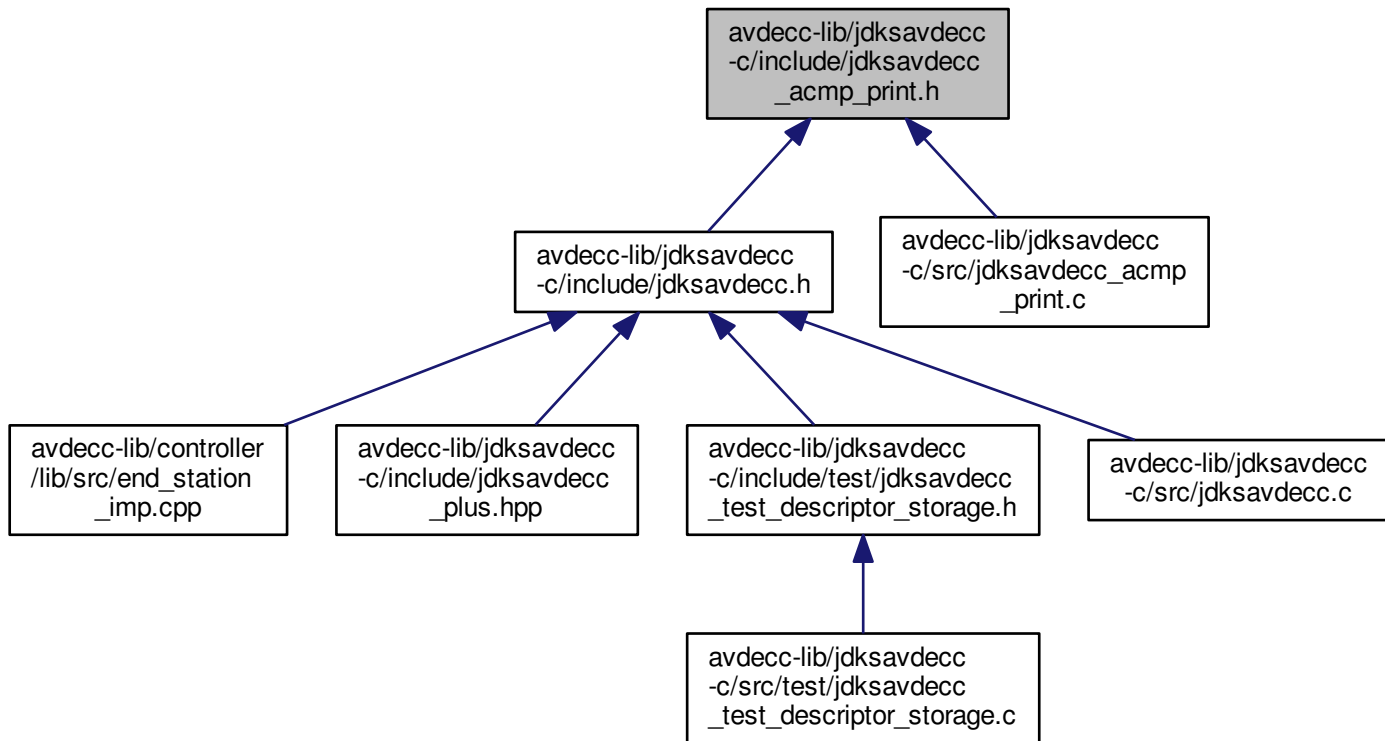 avdecc-lib/jdksavdecc
-c/include/jdksavdecc
_acmp_print.h
avdecc-lib/jdksavdecc
-c/include/jdksavdecc.h
avdecc-lib/jdksavdecc
-c/src/jdksavdecc_acmp
_print.c
avdecc-lib/controller
/lib/src/end_station
_imp.cpp
avdecc-lib/jdksavdecc
-c/include/jdksavdecc
_plus.hpp
avdecc-lib/jdksavdecc
-c/include/test/jdksavdecc
_test_descriptor_storage.h
avdecc-lib/jdksavdecc
-c/src/jdksavdecc.c
avdecc-lib/jdksavdecc
-c/src/test/jdksavdecc
_test_descriptor_storage.c